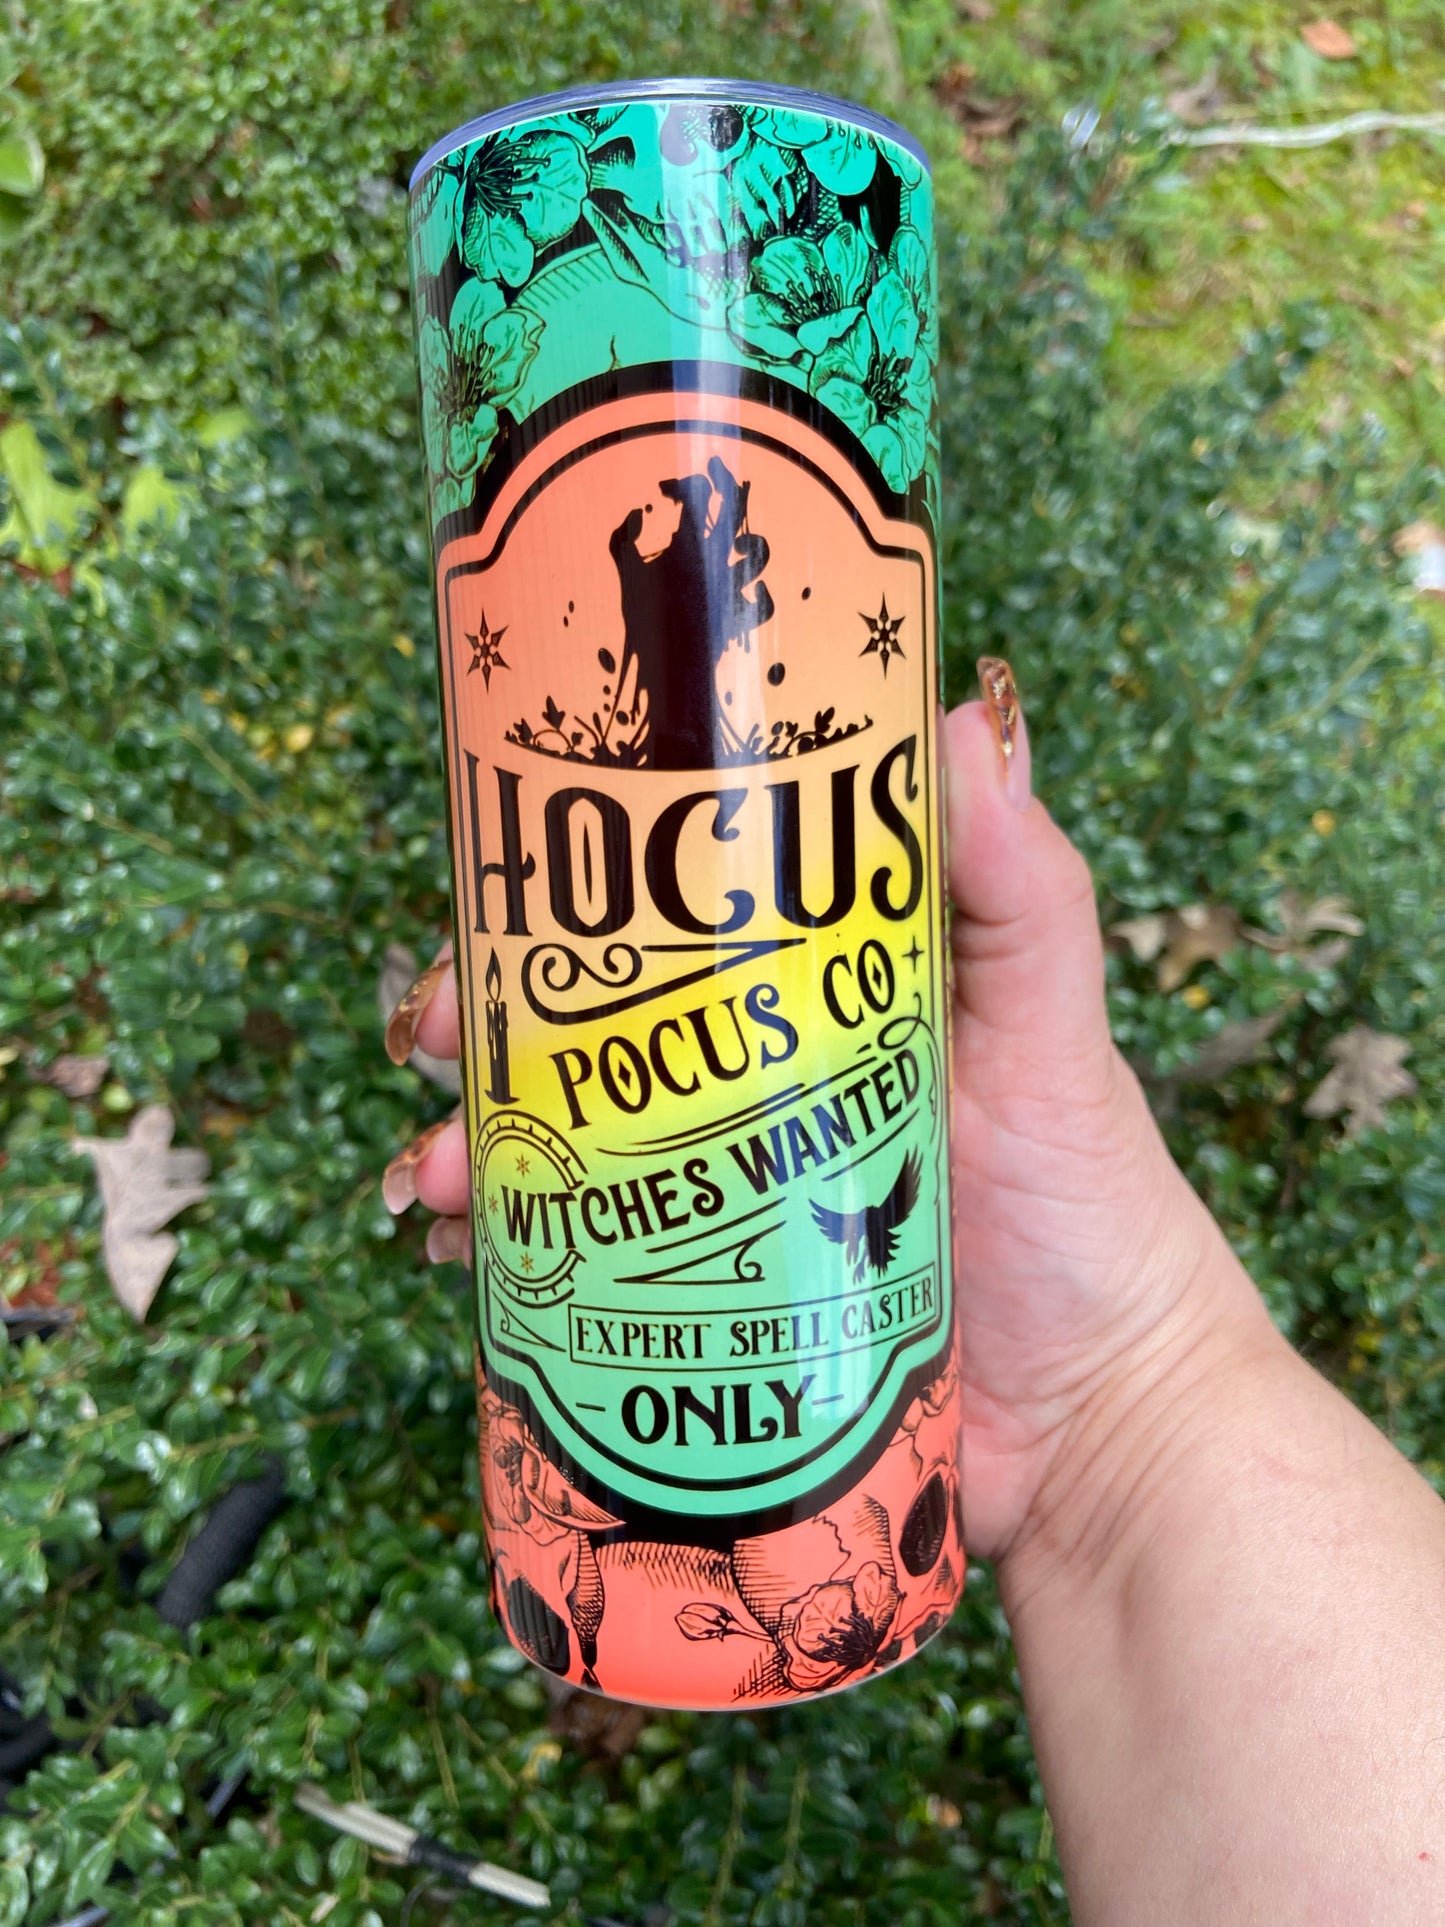 HOCUS
POCUS CO
WITCHES WANTED
EXPERT SPELL CASTER
-ONLY-